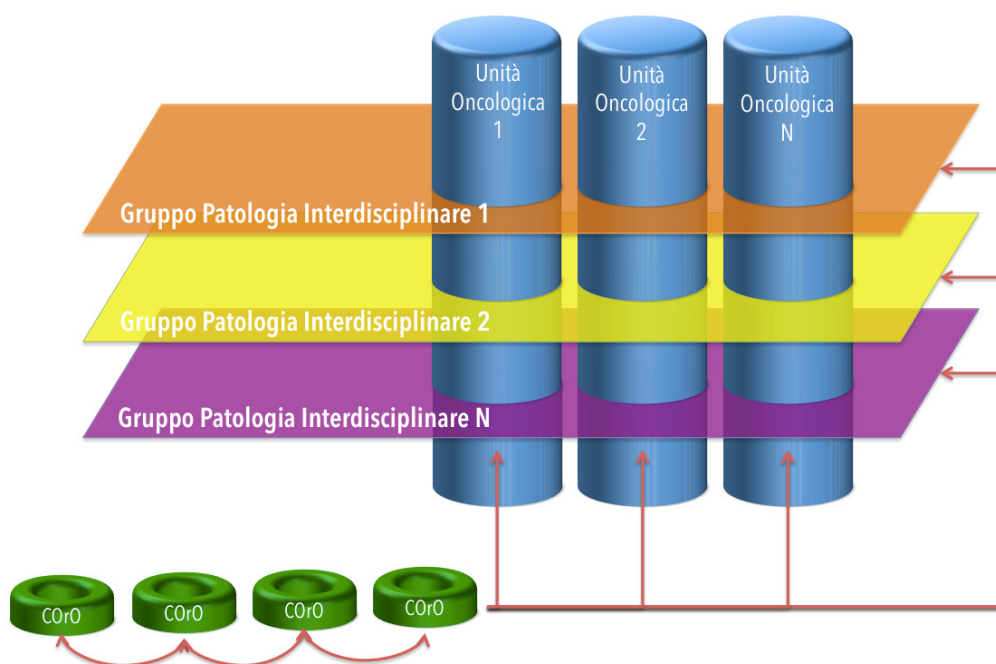 Unità
Oncologica
1
Unità
Oncologica
2
Unità
Oncologica
N
Gruppo Patologia Interdisciplinare 1
Gruppo Patologia Interdisciplinare 2
Gruppo Patologia Interdisciplinare N
COrO
COrO
COrO
COrO